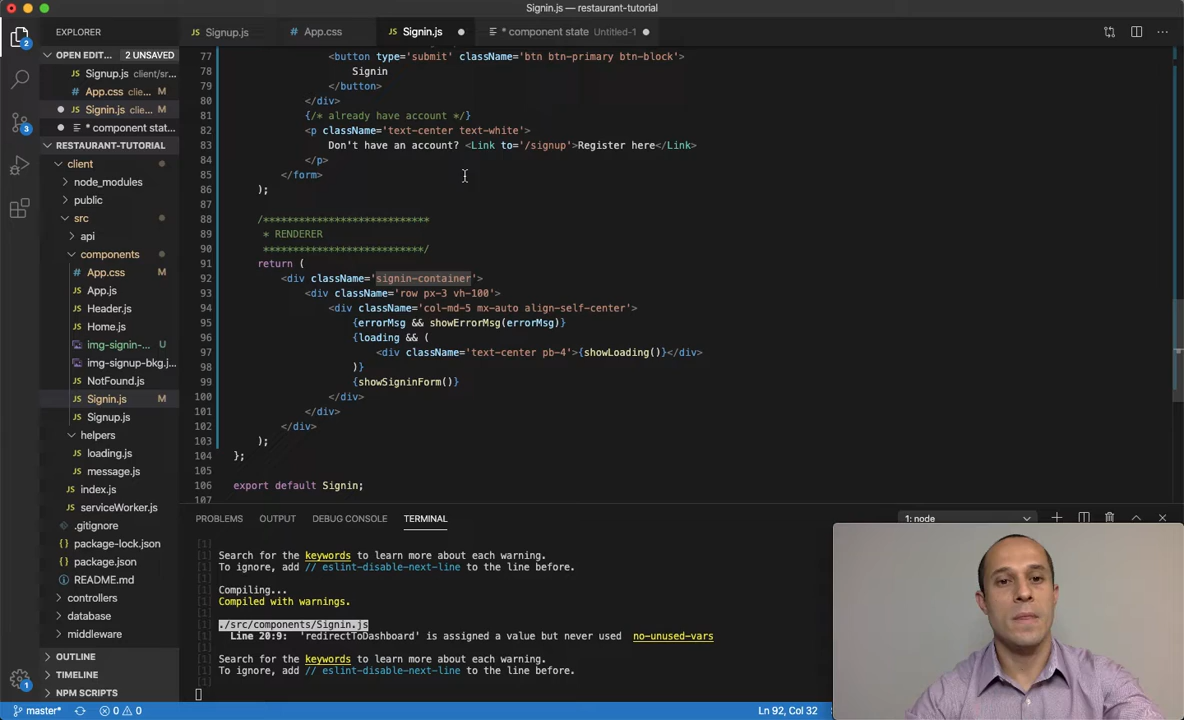 Signin.js — restaurant-tutorial
EXPLORER
Signup.js
App.css
Signin.js
* component state Untitled-1
OPEN EDIT... 2 UNSAVED
Signup.js client/sr...
App.css clie... M
Signin.js clie... M
* component stat...
RESTAURANT-TUTORIAL
client
node_modules
public
src
api
components
App.css M
App.js
Header.js
Home.js
img-signin-... U
img-signup-bkg.j...
NotFound.js
Signin.js M
Signup.js
helpers
loading.js
message.js
index.js
serviceWorker.js
.gitignore
package-lock.json
package.json
README.md
controllers
database
middleware
OUTLINE
TIMELINE
NPM SCRIPTS
77 <button type='submit' className='btn btn-primary btn-block'>
78 Signin
79 </button>
80 </div>
81 {/* already have account */}
82 <p className='text-center text-white'>
83 Don't have an account? <Link to='/signup'>Register here</Link>
84 </p>
85 </form>
86 );
87
88 /****************************
89 * RENDERER
90 ***************************/
91 return (
92 <div className='signin-container'>
93 <div className='row px-3 vh-100'>
94 <div className='col-md-5 mx-auto align-self-center'>
95 {errorMsg && showErrorMsg(errorMsg)}
96 {loading && (
97 <div className='text-center pb-4'>{showLoading()}</div>
98 )}
99 {showSigninForm()}
100 </div>
101 </div>
102 </div>
103 );
104 };
105
106 export default Signin;
107
PROBLEMS OUTPUT DEBUG CONSOLE TERMINAL
1: node
[1]
[1] Search for the keywords to learn more about each warning.
[1] To ignore, add // eslint-disable-next-line to the line before.
[1]
[1] Compiling...
[1] Compiled with warnings.
[1]
[1] ./src/components/Signin.js
[1] Line 20:9: 'redirectToDashboard' is assigned a value but never used no-unused-vars
[1]
[1] Search for the keywords to learn more about each warning.
[1] To ignore, add // eslint-disable-next-line to the line before.
[1]
2
3
1
master* 0 0
Ln 92, Col 32